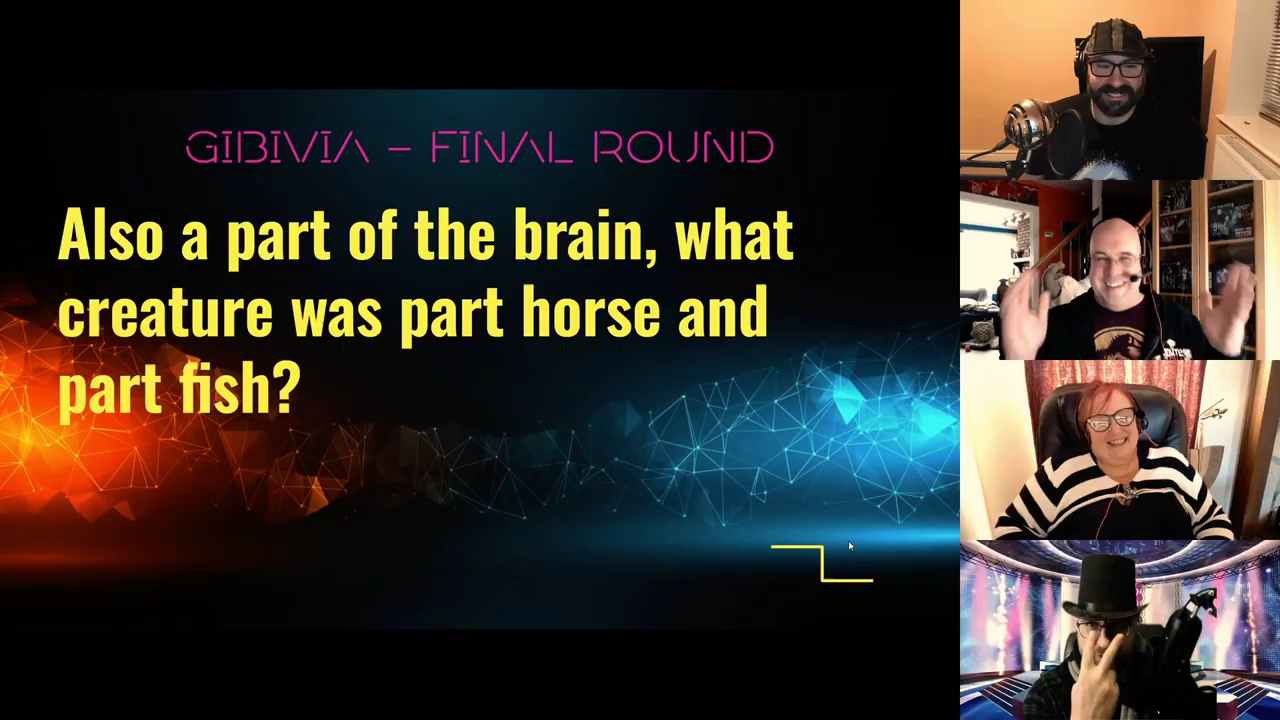 GIBIVIA – FINAL ROUND
Also a part of the brain, what
creature was part horse and
part fish?